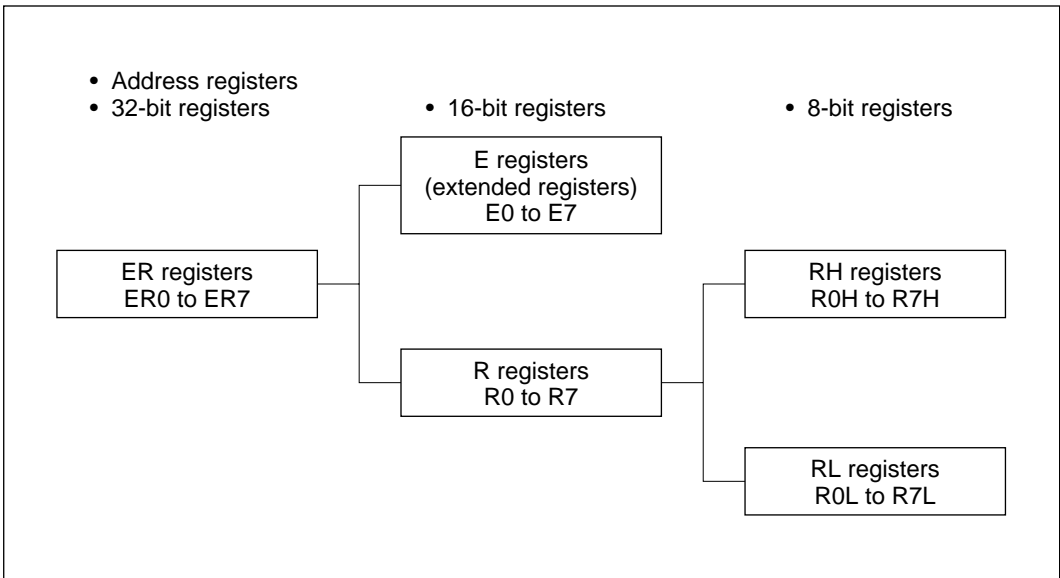 • Address registers
• 32-bit registers
• 16-bit registers
• 8-bit registers
E registers
(extended registers)
E0 to E7
ER registers
ER0 to ER7
RH registers
R0H to R7H
R registers
R0 to R7
RL registers
R0L to R7L